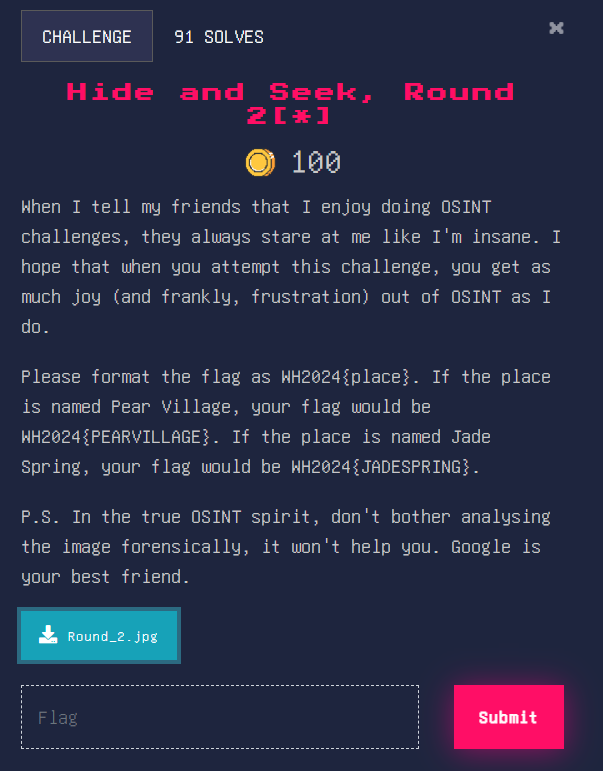 CHALLENGE 91 SOLVES ×
Hide and Seek, Round
2[*]
100
When I tell my friends that I enjoy doing OSINT
challenges, they always stare at me like I'm insane. I
hope that when you attempt this challenge, you get as
much joy (and frankly, frustration) out of OSINT as I
do.
Please format the flag as WH2024{place}. If the place
is named Pear Village, your flag would be
WH2024{PEARVILLAGE}. If the place is named Jade
Spring, your flag would be WH2024{JADESPRING}.
P.S. In the true OSINT spirit, don't bother analysing
the image forensically, it won't help you. Google is
your best friend.
Round_2.jpg
Flag
Submit